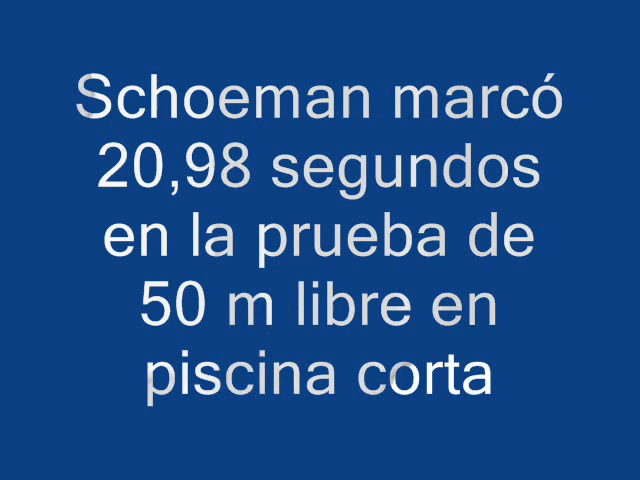 Schoeman marcó
20,98 segundos
en la prueba de
50 m libre en
piscina corta